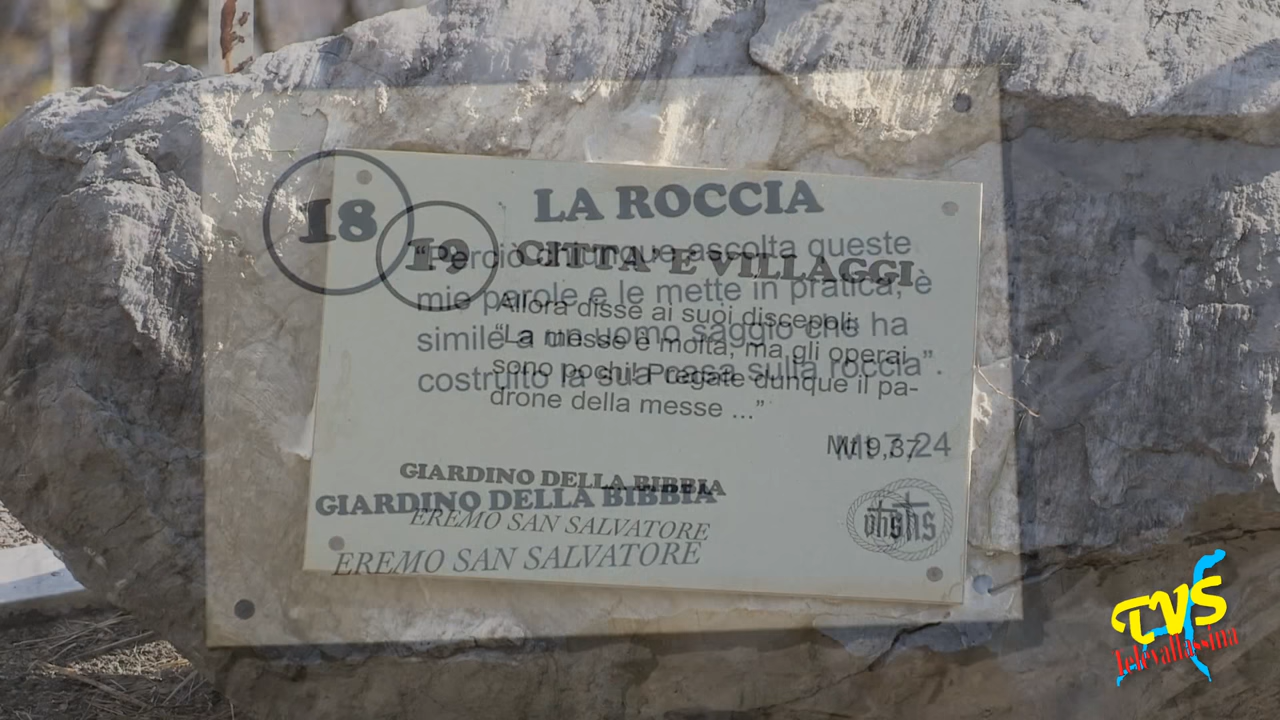 18
LA ROCCIA
“Perciò chiunque ascolta queste
mie parole e le mette in pratica, è
simile a un uomo saggio che ha
costruito la sua casa sulla roccia”.
Mt 7,24
GIARDINO DELLA BIBBIA
EREMO SAN SALVATORE
19
CITTA’ E VILLAGGI
Allora disse ai suoi discepoli:
“La messe è molta, ma gli operai
sono pochi! Pregate dunque il pa-
drone della messe ...”
Mt 9,37
GIARDINO DELLA BIBBIA
EREMO SAN SALVATORE
TVS
Televallassina